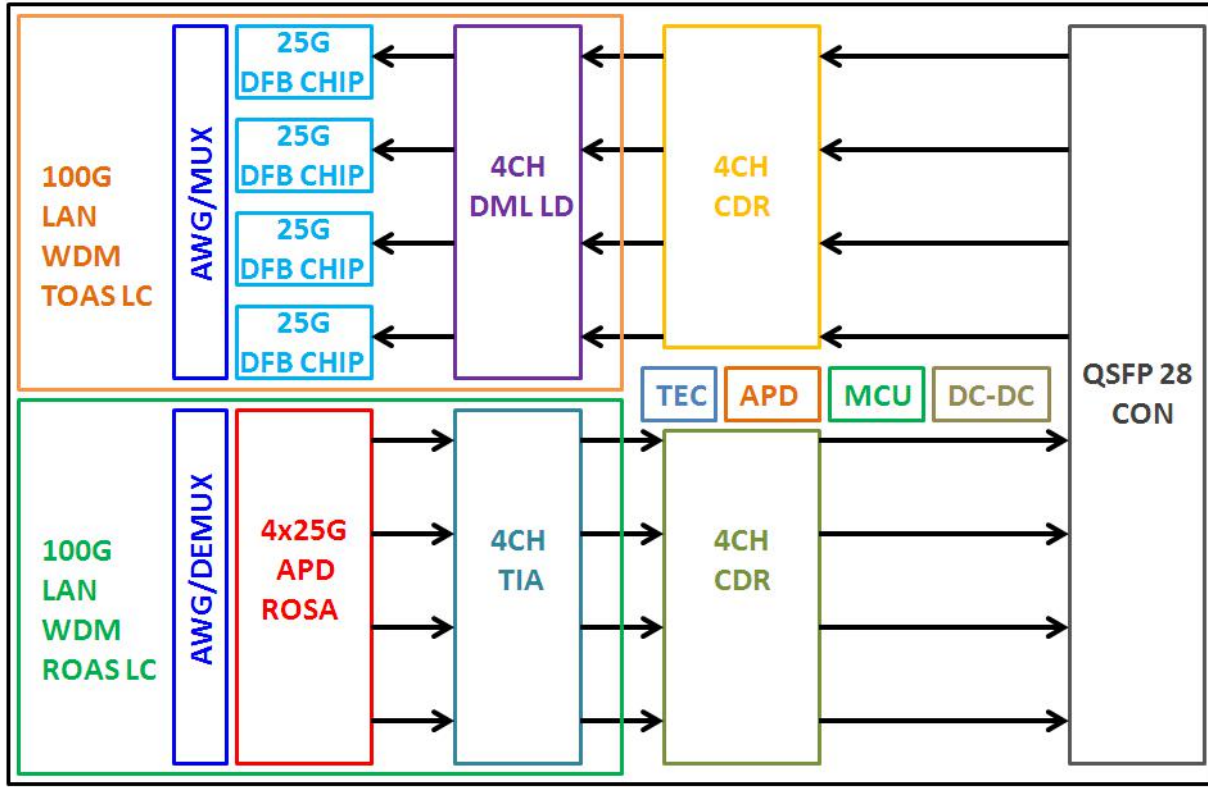 100G
LAN
WDM
TOAS LC
AWG/MUX
25G
DFB CHIP
25G
DFB CHIP
25G
DFB CHIP
25G
DFB CHIP
4CH
DML LD
4CH
CDR
QSFP 28
CON
TEC
APD
MCU
DC-DC
100G
LAN
WDM
ROAS LC
AWG/DEMUX
4x25G
APD
ROSA
4CH
TIA
4CH
CDR